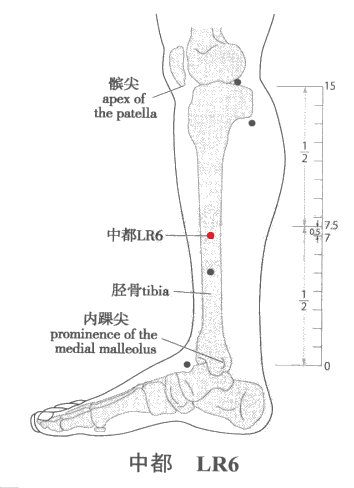 髌尖
apex of
the patella
15
1
2
中都LR6
7.5
0.5
7
胫骨tibia
内踝尖
prominence of the
medial malleolus
1
2
0
中都 LR6